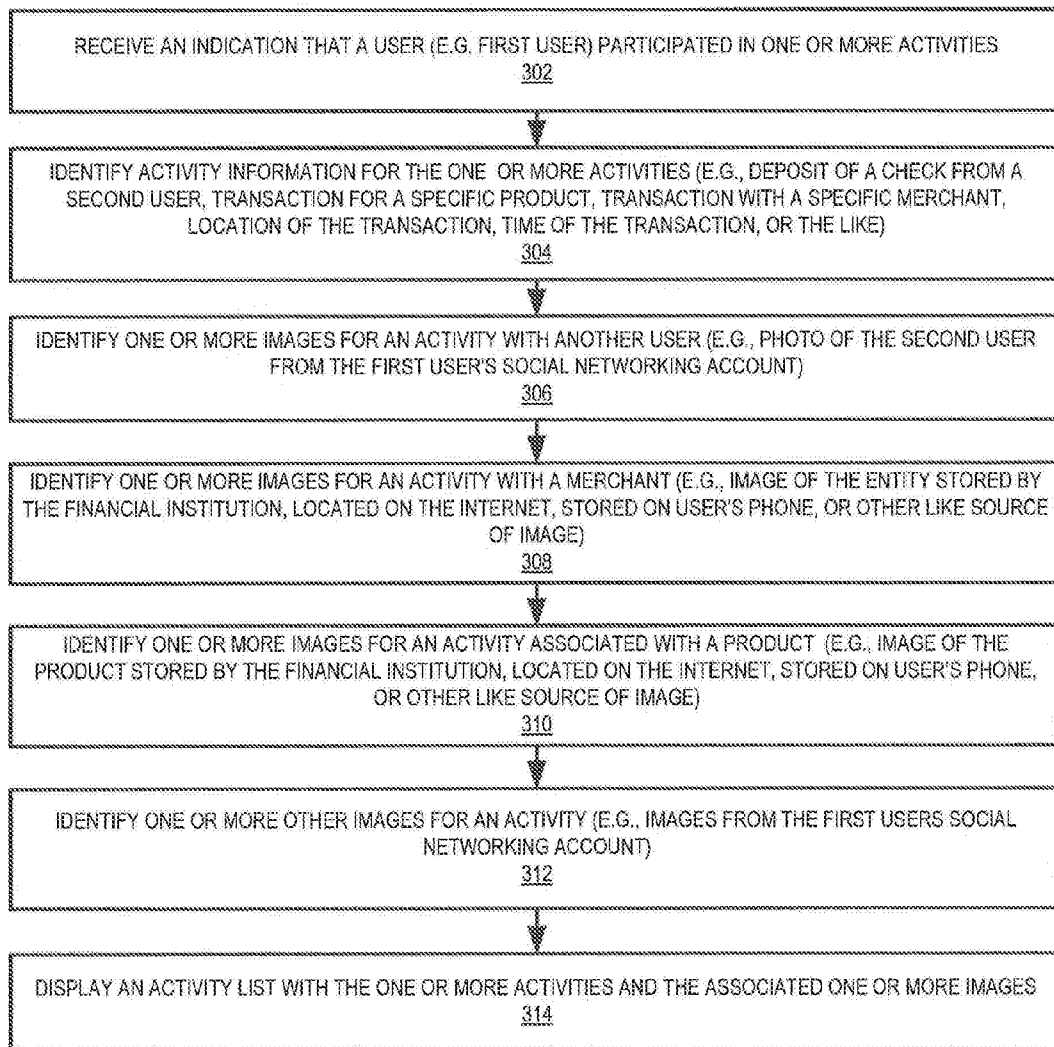 RECEIVE AN INDICATION THAT A USER (E.G. FIRST USER) PARTICIPATED IN ONE OR MORE ACTIVITIES
302
IDENTIFY ACTIVITY INFORMATION FOR THE ONE OR MORE ACTIVITIES (E.G., DEPOSIT OF A CHECK FROM A
SECOND USER, TRANSACTION FOR A SPECIFIC PRODUCT, TRANSACTION WITH A SPECIFIC MERCHANT,
LOCATION OF THE TRANSACTION, TIME OF THE TRANSACTION, OR THE LIKE)
304
IDENTIFY ONE OR MORE IMAGES FOR AN ACTIVITY WITH ANOTHER USER (E.G., PHOTO OF THE SECOND USER
FROM THE FIRST USER'S SOCIAL NETWORKING ACCOUNT)
306
IDENTIFY ONE OR MORE IMAGES FOR AN ACTIVITY WITH A MERCHANT (E.G., IMAGE OF THE ENTITY STORED BY
THE FINANCIAL INSTITUTION, LOCATED ON THE INTERNET, STORED ON USER'S PHONE, OR OTHER LIKE SOURCE
OF IMAGE)
308
IDENTIFY ONE OR MORE IMAGES FOR AN ACTIVITY ASSOCIATED WITH A PRODUCT (E.G., IMAGE OF THE
PRODUCT STORED BY THE FINANCIAL INSTITUTION, LOCATED ON THE INTERNET, STORED ON USER'S PHONE,
OR OTHER LIKE SOURCE OF IMAGE)
310
IDENTIFY ONE OR MORE OTHER IMAGES FOR AN ACTIVITY (E.G., IMAGES FROM THE FIRST USERS SOCIAL
NETWORKING ACCOUNT)
312
DISPLAY AN ACTIVITY LIST WITH THE ONE OR MORE ACTIVITIES AND THE ASSOCIATED ONE OR MORE IMAGES
314